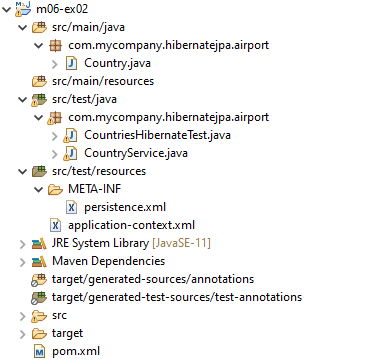 m06-ex02
src/main/java
com.mycompany.hibernatejpa.airport
Country.java
src/main/resources
src/test/java
com.mycompany.hibernatejpa.airport
CountriesHibernateTest.java
CountryService.java
src/test/resources
META-INF
persistence.xml
application-context.xml
JRE System Library [JavaSE-11]
Maven Dependencies
target/generated-sources/annotations
target/generated-test-sources/test-annotations
src
target
pom.xml